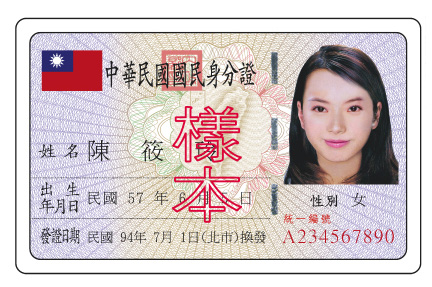 中華民國國民身分證
樣本
姓名 陳 筱
性別 女
出生年月日 民國 57 年 6 月 日
統一編號
A234567890
發證日期 民國 94年 7月 1日(北市)換發